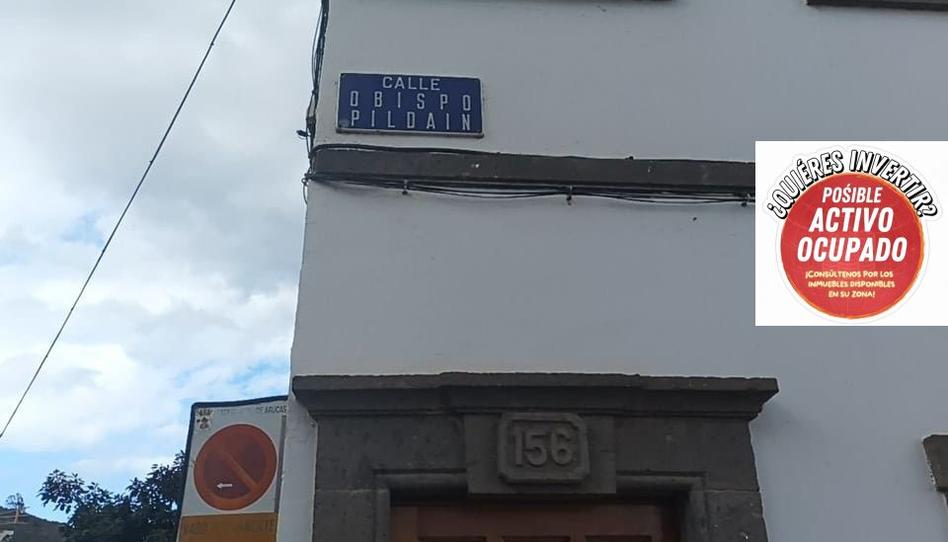 CALLE
OBISPO
PILDAIN
¿QUIÉRES INVERTIR?
POSIBLE
ACTIVO
OCUPADO
¡CONSÚLTENOS POR LOS
INMUEBLES DISPONIBLES
EN SU ZONA!
156